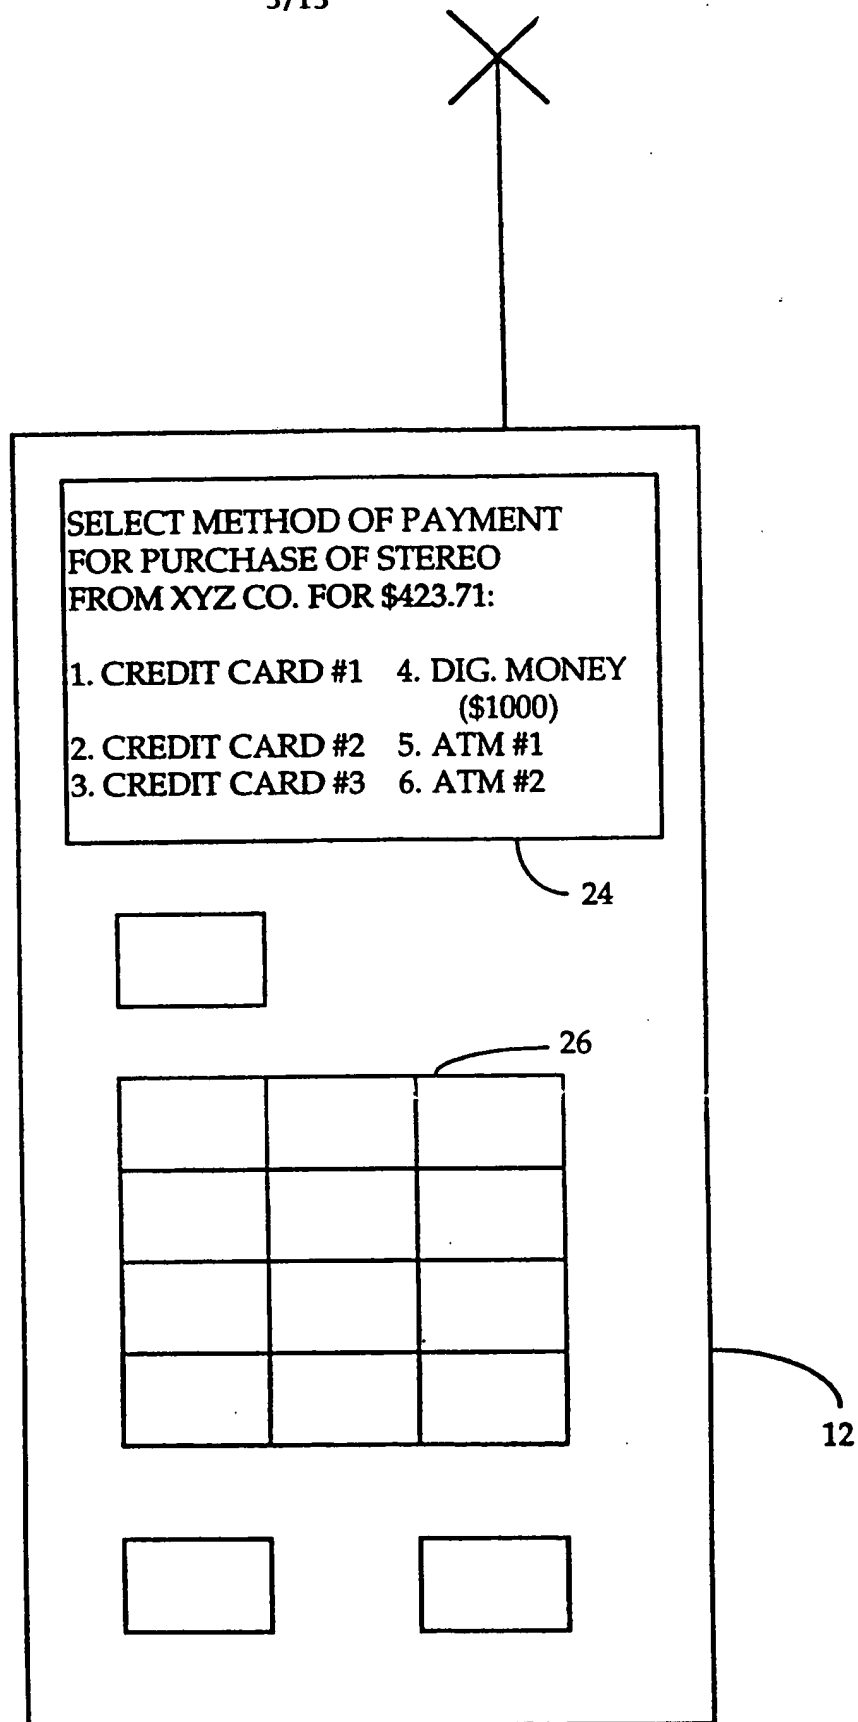 3/13
SELECT METHOD OF PAYMENT
FOR PURCHASE OF STEREO
FROM XYZ CO. FOR $423.71:
1. CREDIT CARD #1 4. DIG. MONEY
($1000)
2. CREDIT CARD #2 5. ATM #1
3. CREDIT CARD #3 6. ATM #2
24
26
12